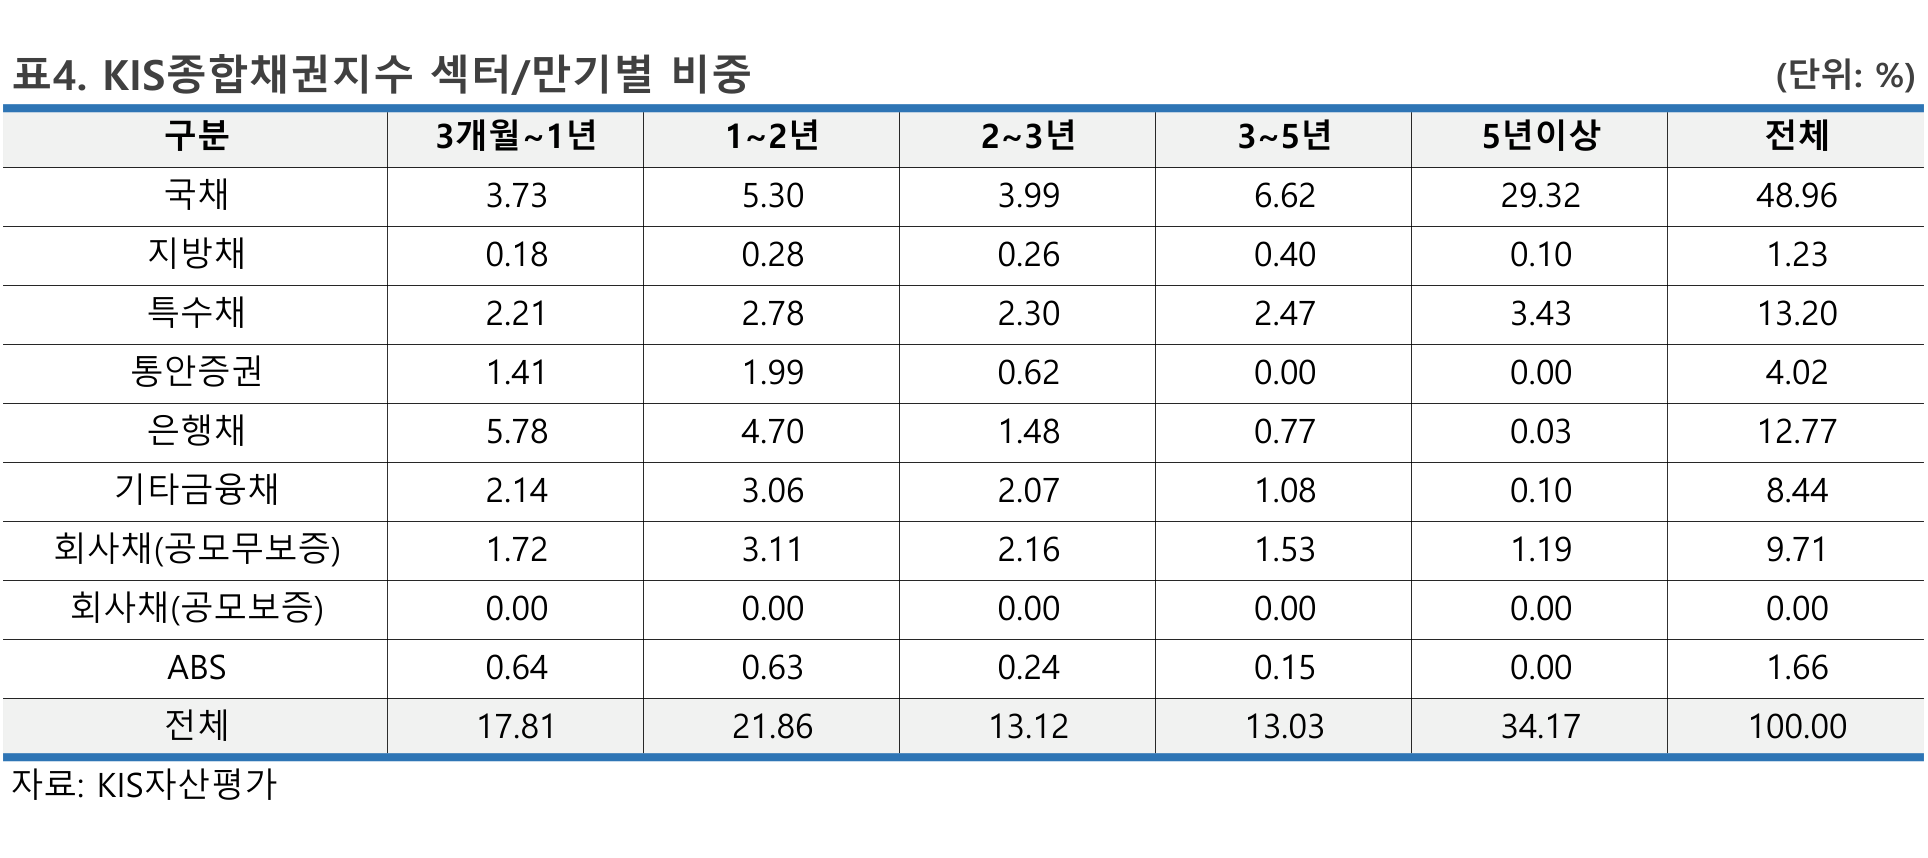 표4. KIS종합채권지수 섹터/만기별 비중 (단위: %)
구분 3개월~1년 1~2년 2~3년 3~5년 5년이상 전체
국채 3.73 5.30 3.99 6.62 29.32 48.96
지방채 0.18 0.28 0.26 0.40 0.10 1.23
특수채 2.21 2.78 2.30 2.47 3.43 13.20
통안증권 1.41 1.99 0.62 0.00 0.00 4.02
은행채 5.78 4.70 1.48 0.77 0.03 12.77
기타금융채 2.14 3.06 2.07 1.08 0.10 8.44
회사채(공모무보증) 1.72 3.11 2.16 1.53 1.19 9.71
회사채(공모보증) 0.00 0.00 0.00 0.00 0.00 0.00
ABS 0.64 0.63 0.24 0.15 0.00 1.66
전체 17.81 21.86 13.12 13.03 34.17 100.00
자료: KIS자산평가